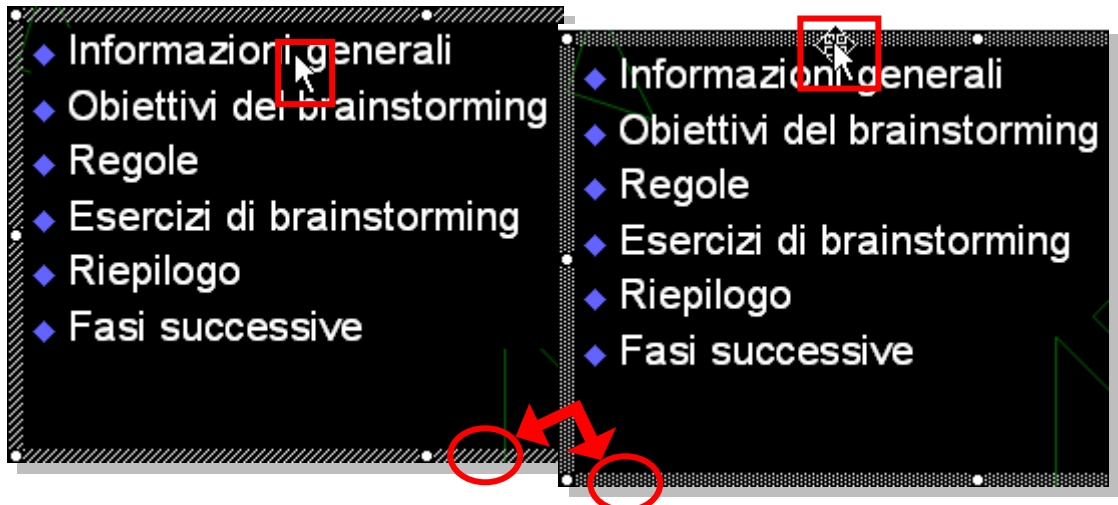 Informazioni generali
Obiettivi del brainstorming
Regole
Esercizi di brainstorming
Riepilogo
Fasi successive
Informazioni generali
Obiettivi del brainstorming
Regole
Esercizi di brainstorming
Riepilogo
Fasi successive